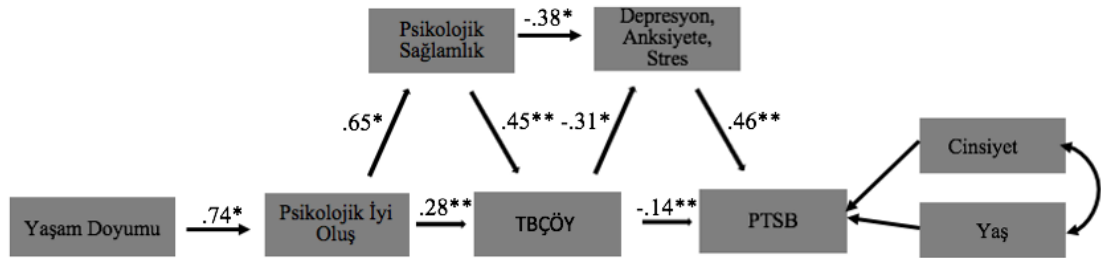 Psikolojik
Sağlamlık
-.38*
Depresyon,
Anksiyete,
Stres
.65*
.45**
-.31*
.46**
Cinsiyet
Yaşam Doyumu
.74*
Psikolojik İyi
Oluş
.28**
TBÇÖY
-.14**
PTSB
Yaş